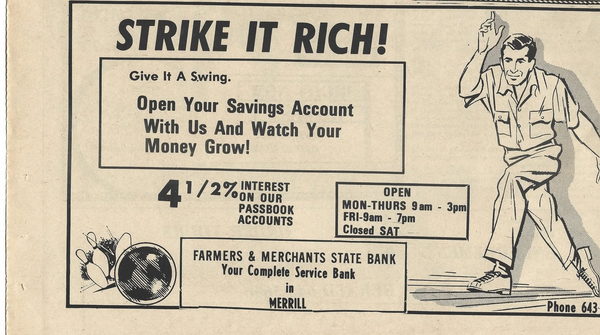 STRIKE IT RICH!
Give It A Swing.
Open Your Savings Account
With Us And Watch Your
Money Grow!
4 1/2% INTEREST
ON OUR
PASSBOOK
ACCOUNTS
OPEN
MON-THURS 9am - 3pm
FRI-9am - 7pm
Closed SAT
FARMERS & MERCHANTS STATE BANK
Your Complete Service Bank
in
MERRILL
Phone 643-